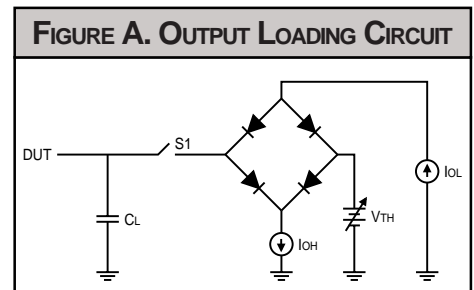 FIGURE A. OUTPUT LOADING CIRCUIT
DUT
S1
IOL
CL
VTH
IOH